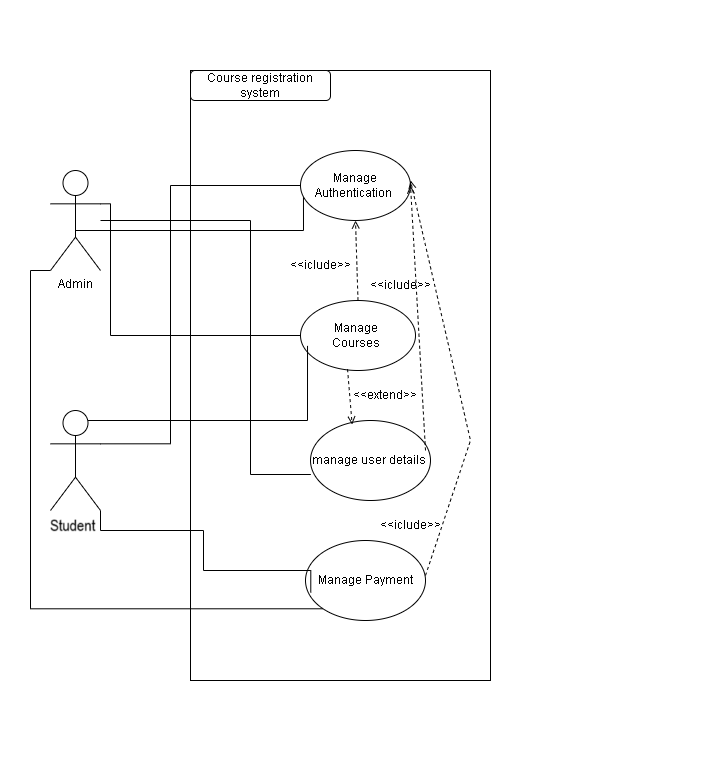 Course registration
system
Manage
Authentication
Admin
<<iclude>>
<<iclude>>
Manage
Courses
<<extend>>
manage user details
Student
<<iclude>>
Manage Payment